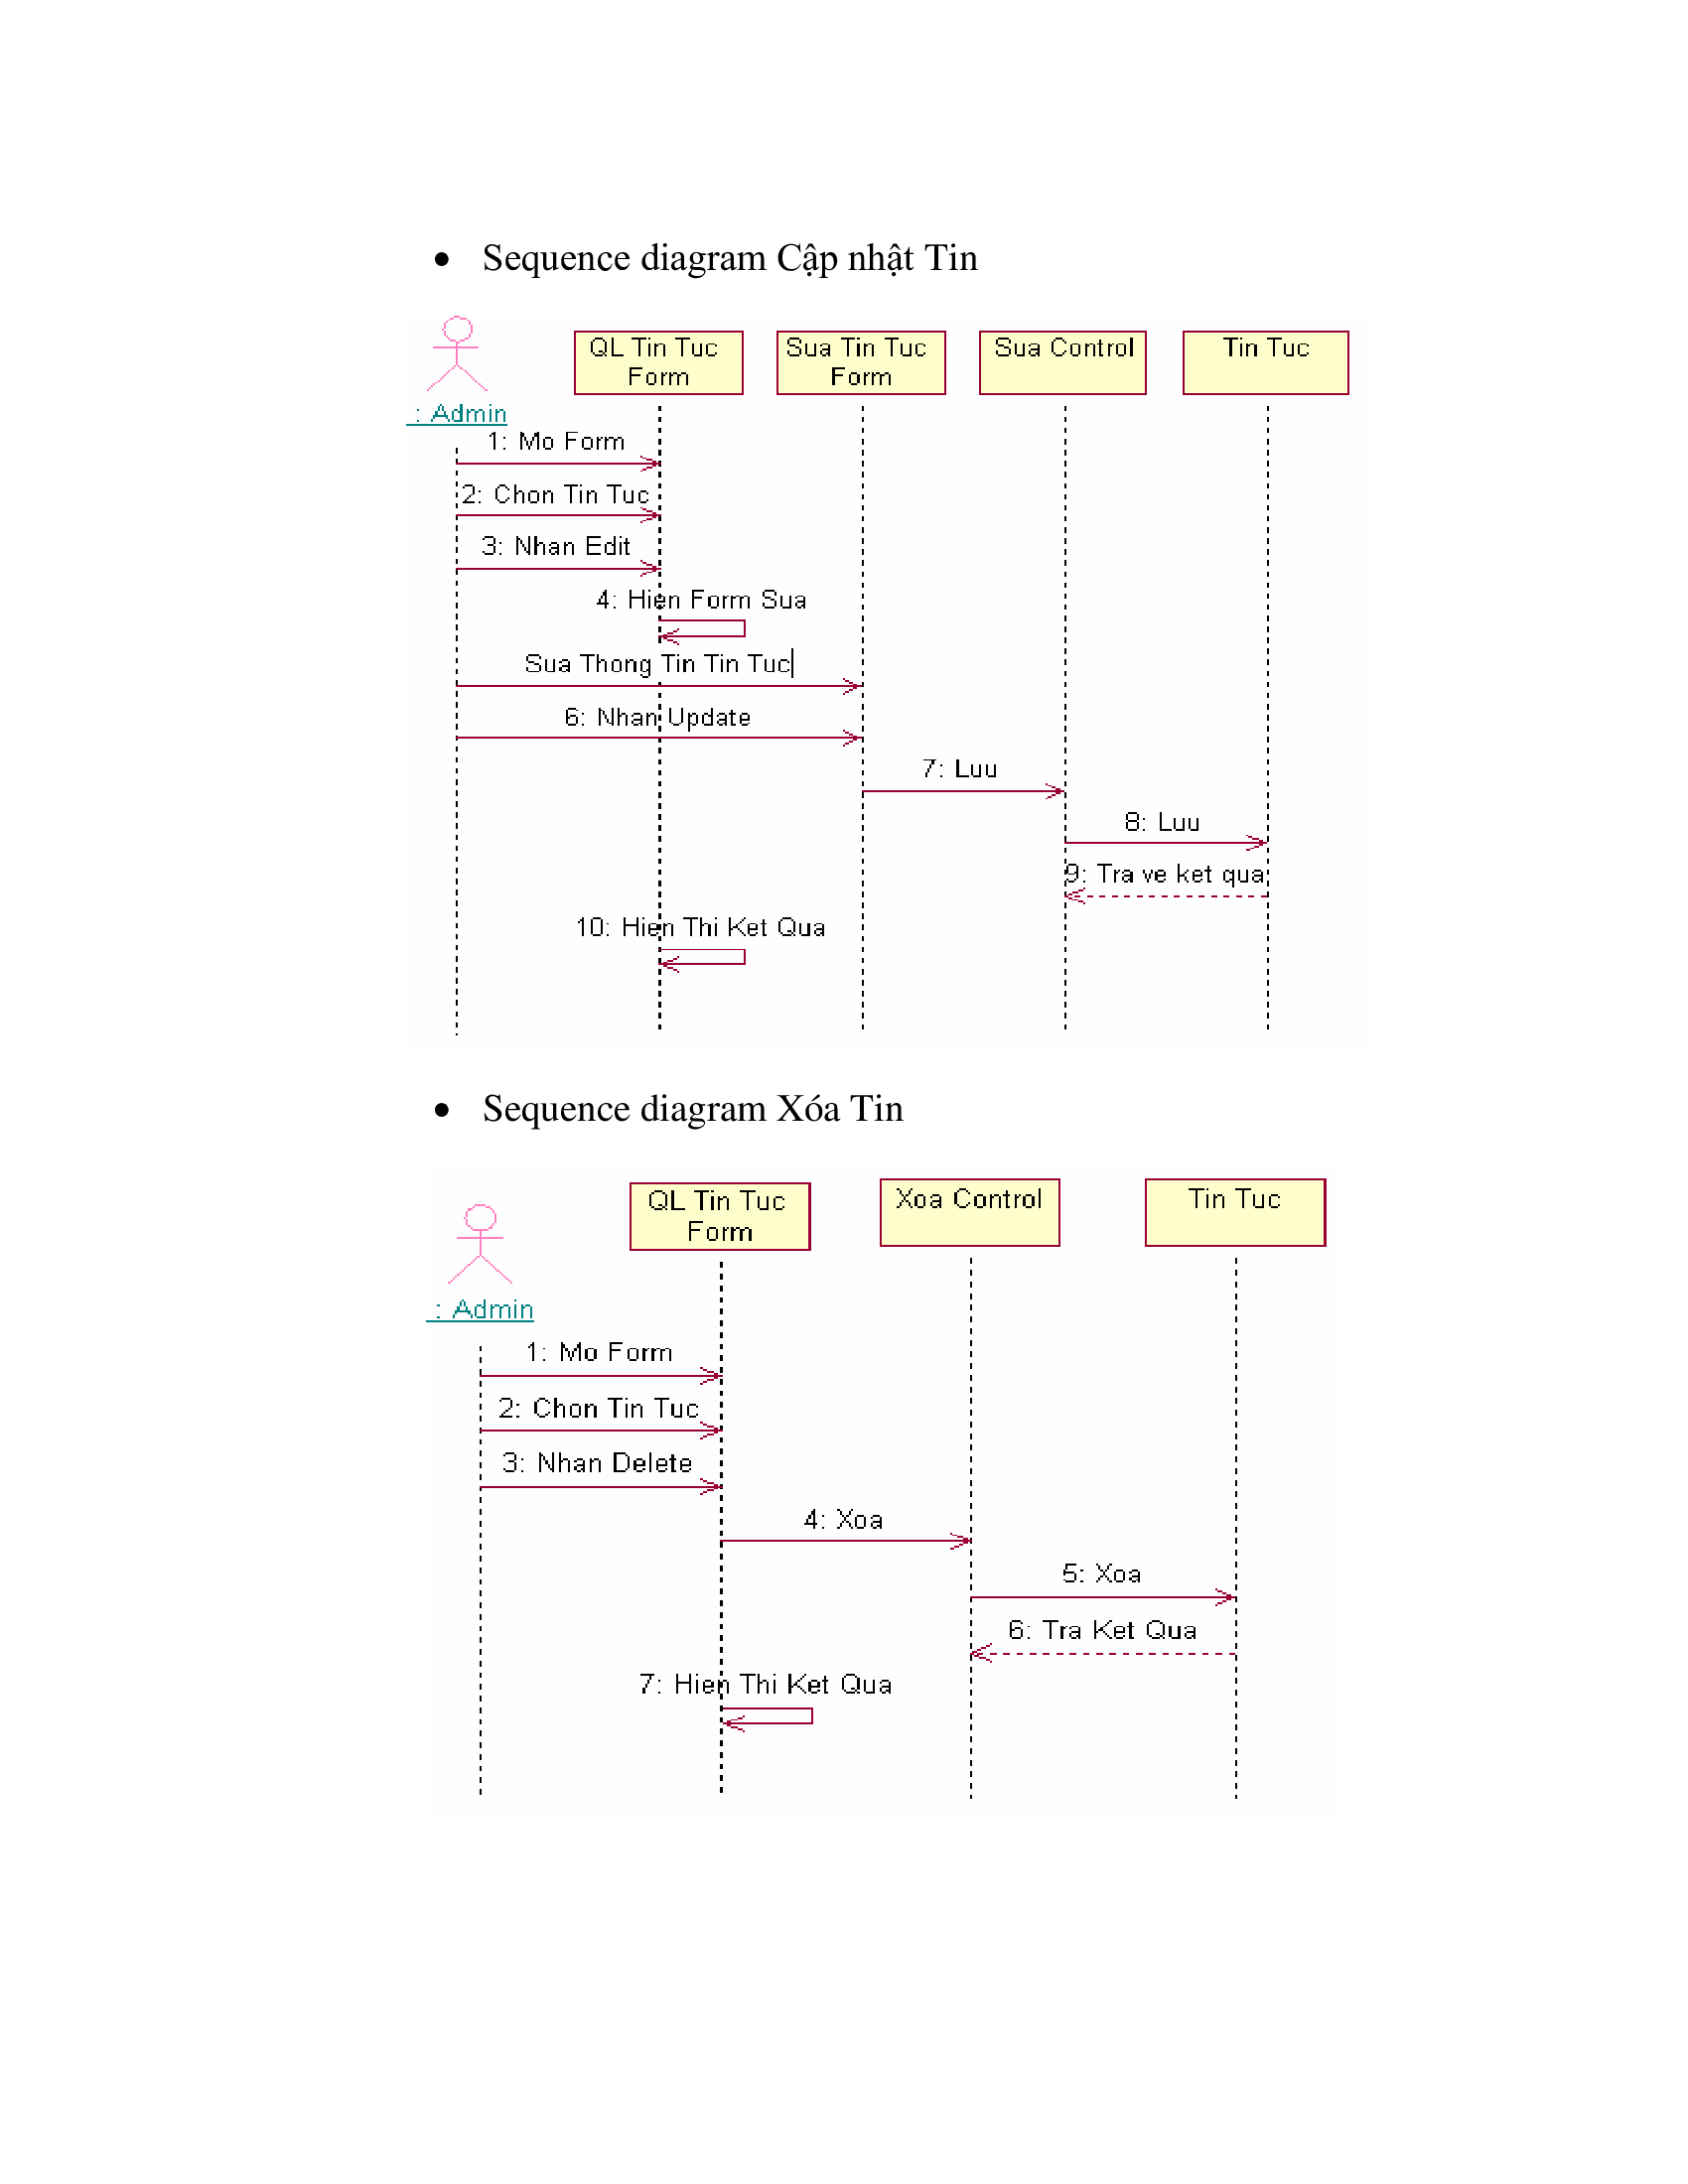 • Sequence diagram Cập nhật Tin
: Admin
QL Tin Tuc
Form
Sua Tin Tuc
Form
Sua Control
Tin Tuc
1: Mo Form
2: Chon Tin Tuc
3: Nhan Edit
4: Hien Form Sua
Sua Thong Tin Tin Tuc
6: Nhan Update
7: Luu
8: Luu
9: Tra ve ket qua
10: Hien Thi Ket Qua
• Sequence diagram Xóa Tin
: Admin
QL Tin Tuc
Form
Xoa Control
Tin Tuc
1: Mo Form
2: Chon Tin Tuc
3: Nhan Delete
4: Xoa
5: Xoa
6: Tra Ket Qua
7: Hien Thi Ket Qua